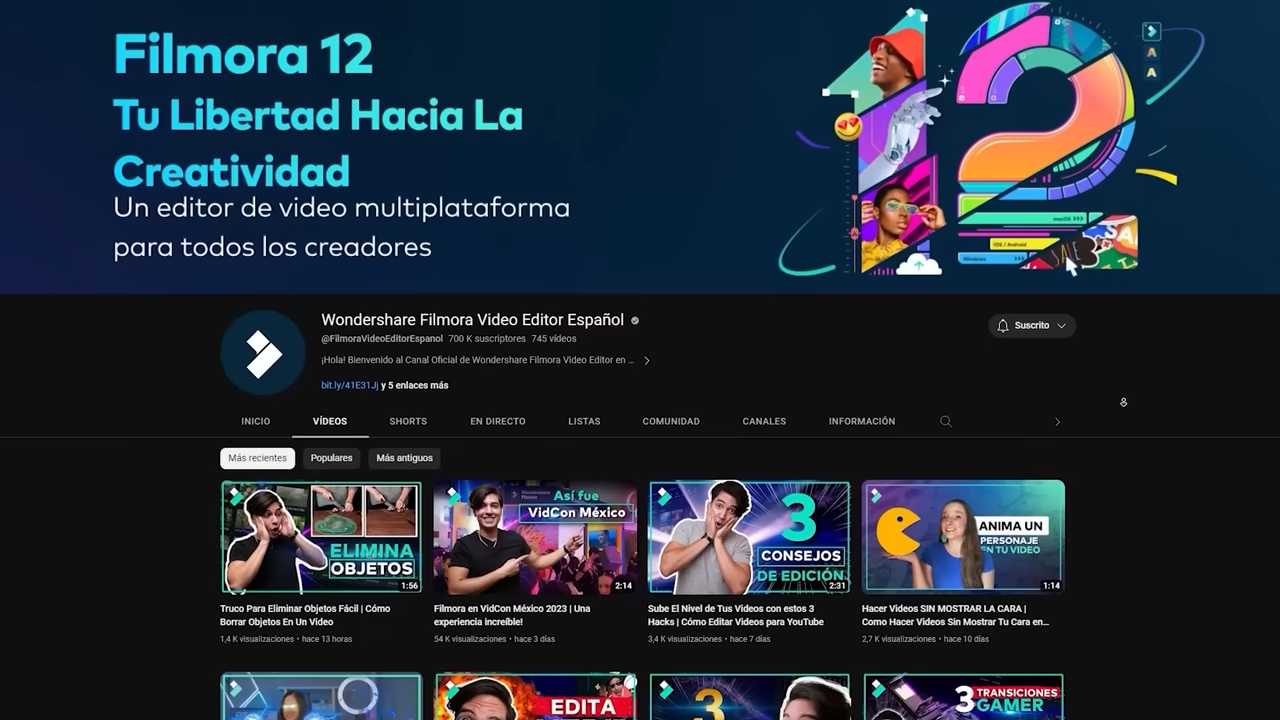 Filmora 12
Tu Libertad Hacia La
Creatividad
Un editor de video multiplataforma
para todos los creadores
A
A
macOS >>>
iOS / Android
Windows >>>
SALE
SA
Wondershare Filmora Video Editor Español
@FilmoraVideoEditorEspanol 700 K suscriptores 745 vídeos
¡Hola! Bienvenido al Canal Oficial de Wondershare Filmora Video Editor en ...
bit.ly/41E31Jj y 5 enlaces más
Suscrito
INICIO VÍDEOS SHORTS EN DIRECTO LISTAS COMUNIDAD CANALES INFORMACIÓN
Más recientes Populares Más antiguos
ELIMINA
OBJETOS
1:56
Así fue
VidCon México
2:14
3
CONSEJOS
DE EDICIÓN
2:31
ANIMA UN
PERSONAJE
EN TU VIDEO
1:14
Truco Para Eliminar Objetos Fácil | Cómo
Borrar Objetos En Un Video
1,4 K visualizaciones • hace 13 horas
Filmora en VidCon México 2023 | Una
experiencia increíble!
54 K visualizaciones • hace 3 días
Sube El Nivel de Tus Videos con estos 3
Hacks | Cómo Editar Videos para YouTube
3,4 K visualizaciones • hace 7 días
Hacer Videos SIN MOSTRAR LA CARA |
Como Hacer Videos Sin Mostrar Tu Cara en...
2,7 K visualizaciones • hace 10 días
EDITA
3
3 TRANSICIONES
GAMER